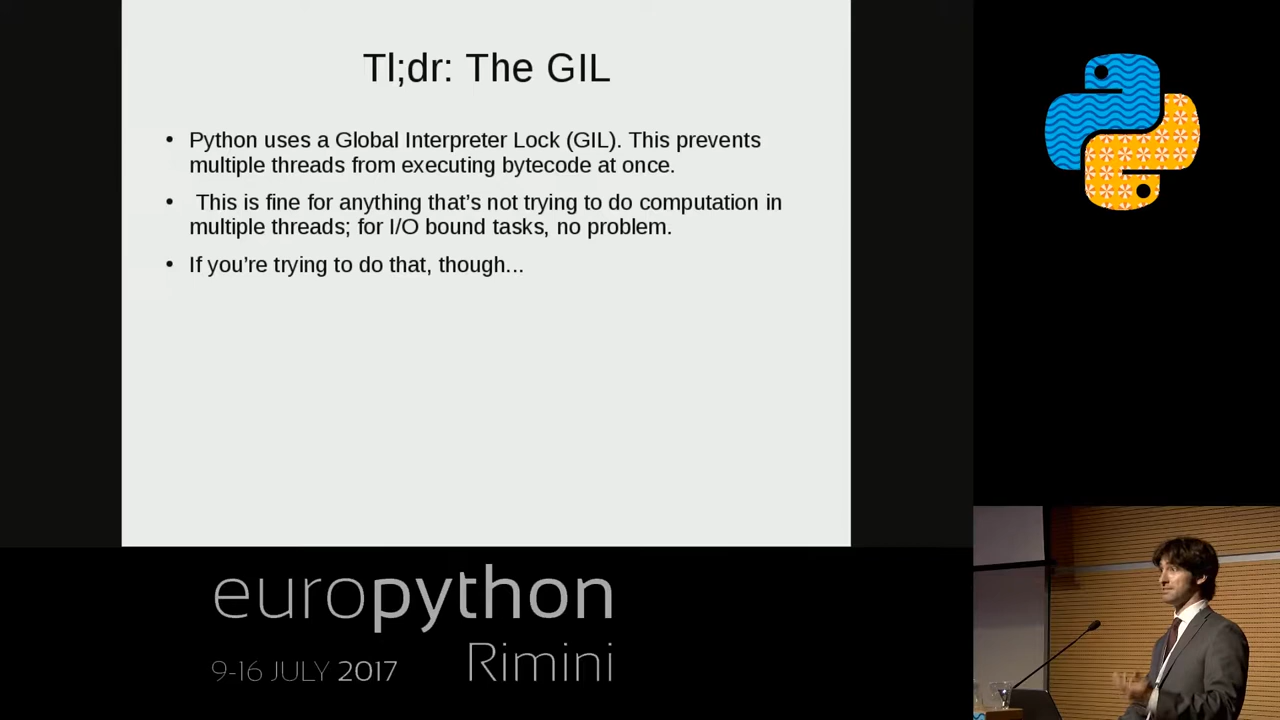 Tl;dr: The GIL
• Python uses a Global Interpreter Lock (GIL). This prevents
multiple threads from executing bytecode at once.
• This is fine for anything that's not trying to do computation in
multiple threads; for I/O bound tasks, no problem.
• If you're trying to do that, though...
europython
9-16 JULY 2017 Rimini